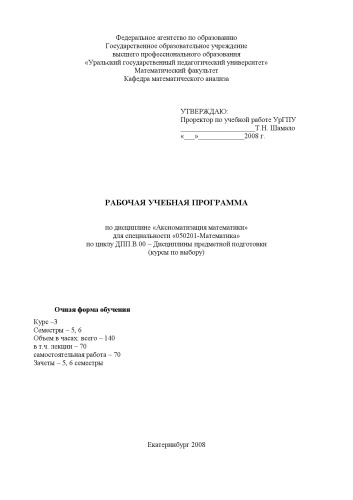 Федеральное агентство по образованию
Государственное образовательное учреждение
высшего профессионального образования
«Уральский государственный педагогический университет»
Математический факультет
Кафедра математического анализа
УТВЕРЖДАЮ:
Проректор по учебной работе УрГПУ
____________________Т.Н. Шамало
«___»_____________2008 г.
РАБОЧАЯ УЧЕБНАЯ ПРОГРАММА
по дисциплине «Аксиоматизация математики»
для специальности «050201-Математика»
по циклу ДПП.В.00 – Дисциплины предметной подготовки
(курсы по выбору)
Очная форма обучения
Курс –3
Семестры – 5, 6
Объем в часах: всего – 140
в т.ч. лекции – 70
самостоятельная работа – 70
Зачеты – 5, 6 семестры
Екатеринбург 2008